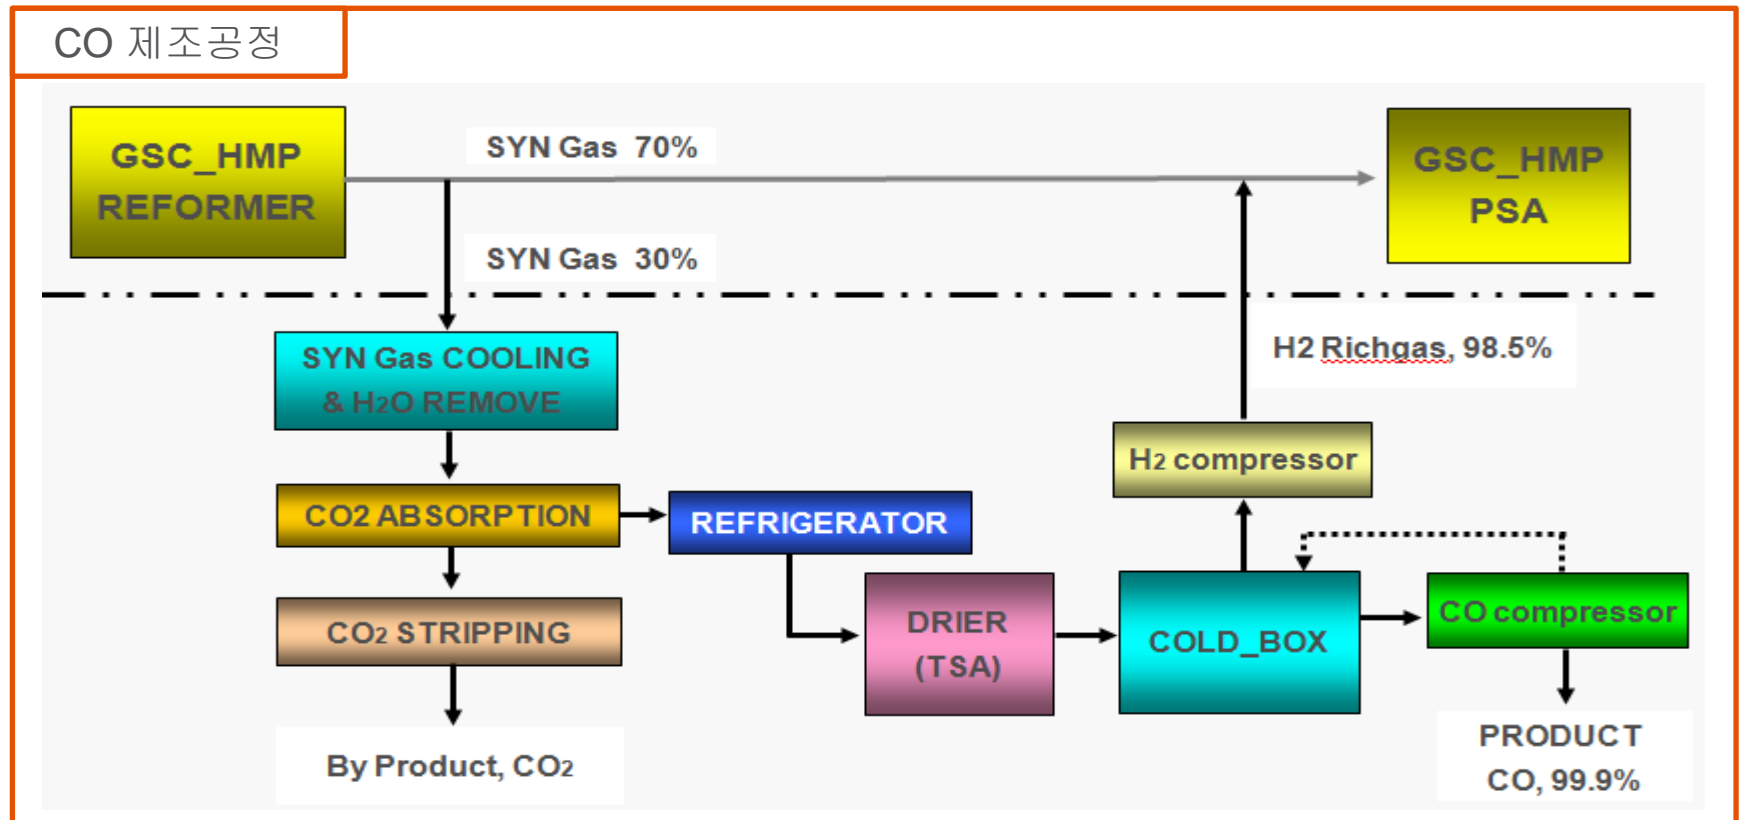 CO 제조공정
GSC_HMP
REFORMER
SYN Gas 70%
GSC_HMP
PSA
SYN Gas 30%
SYN Gas COOLING
& H2O REMOVE
H2 Richgas, 98.5%
H2 compressor
CO2 ABSORPTION
REFRIGERATOR
CO2 STRIPPING
DRIER
(TSA)
COLD_BOX
CO compressor
By Product, CO2
PRODUCT
CO, 99.9%